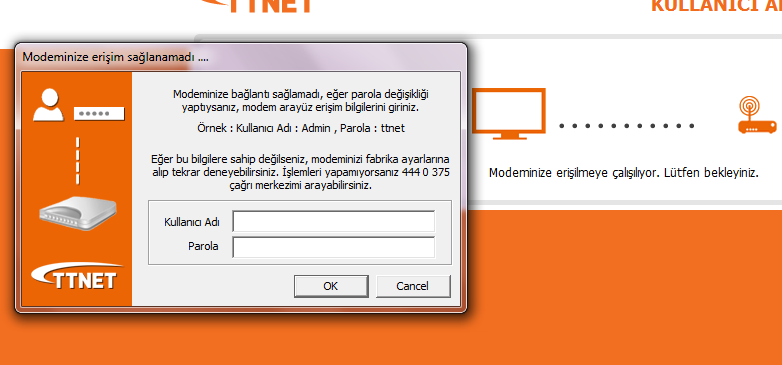 TTNET
KULLANICI
Modeminize erişim sağlanamadı ....
Modeminize bağlantı sağlamadı, eğer parola değişikliği
yaptıysanız, modem arayüz erişim bilgilerini giriniz.
Örnek : Kullanıcı Adı : Admin , Parola : ttnet
Eğer bu bilgilere sahip değilseniz, modeminizi fabrika ayarlarına
alıp tekrar deneyebilirsiniz. İşlemleri yapamıyorsanız 444 0 375
çağrı merkezimi arayabilirsiniz.
Kullanıcı Adı
Parola
TTNET
OK
Cancel
Modeminize erişilmeye çalışılıyor. Lütfen bekleyiniz.